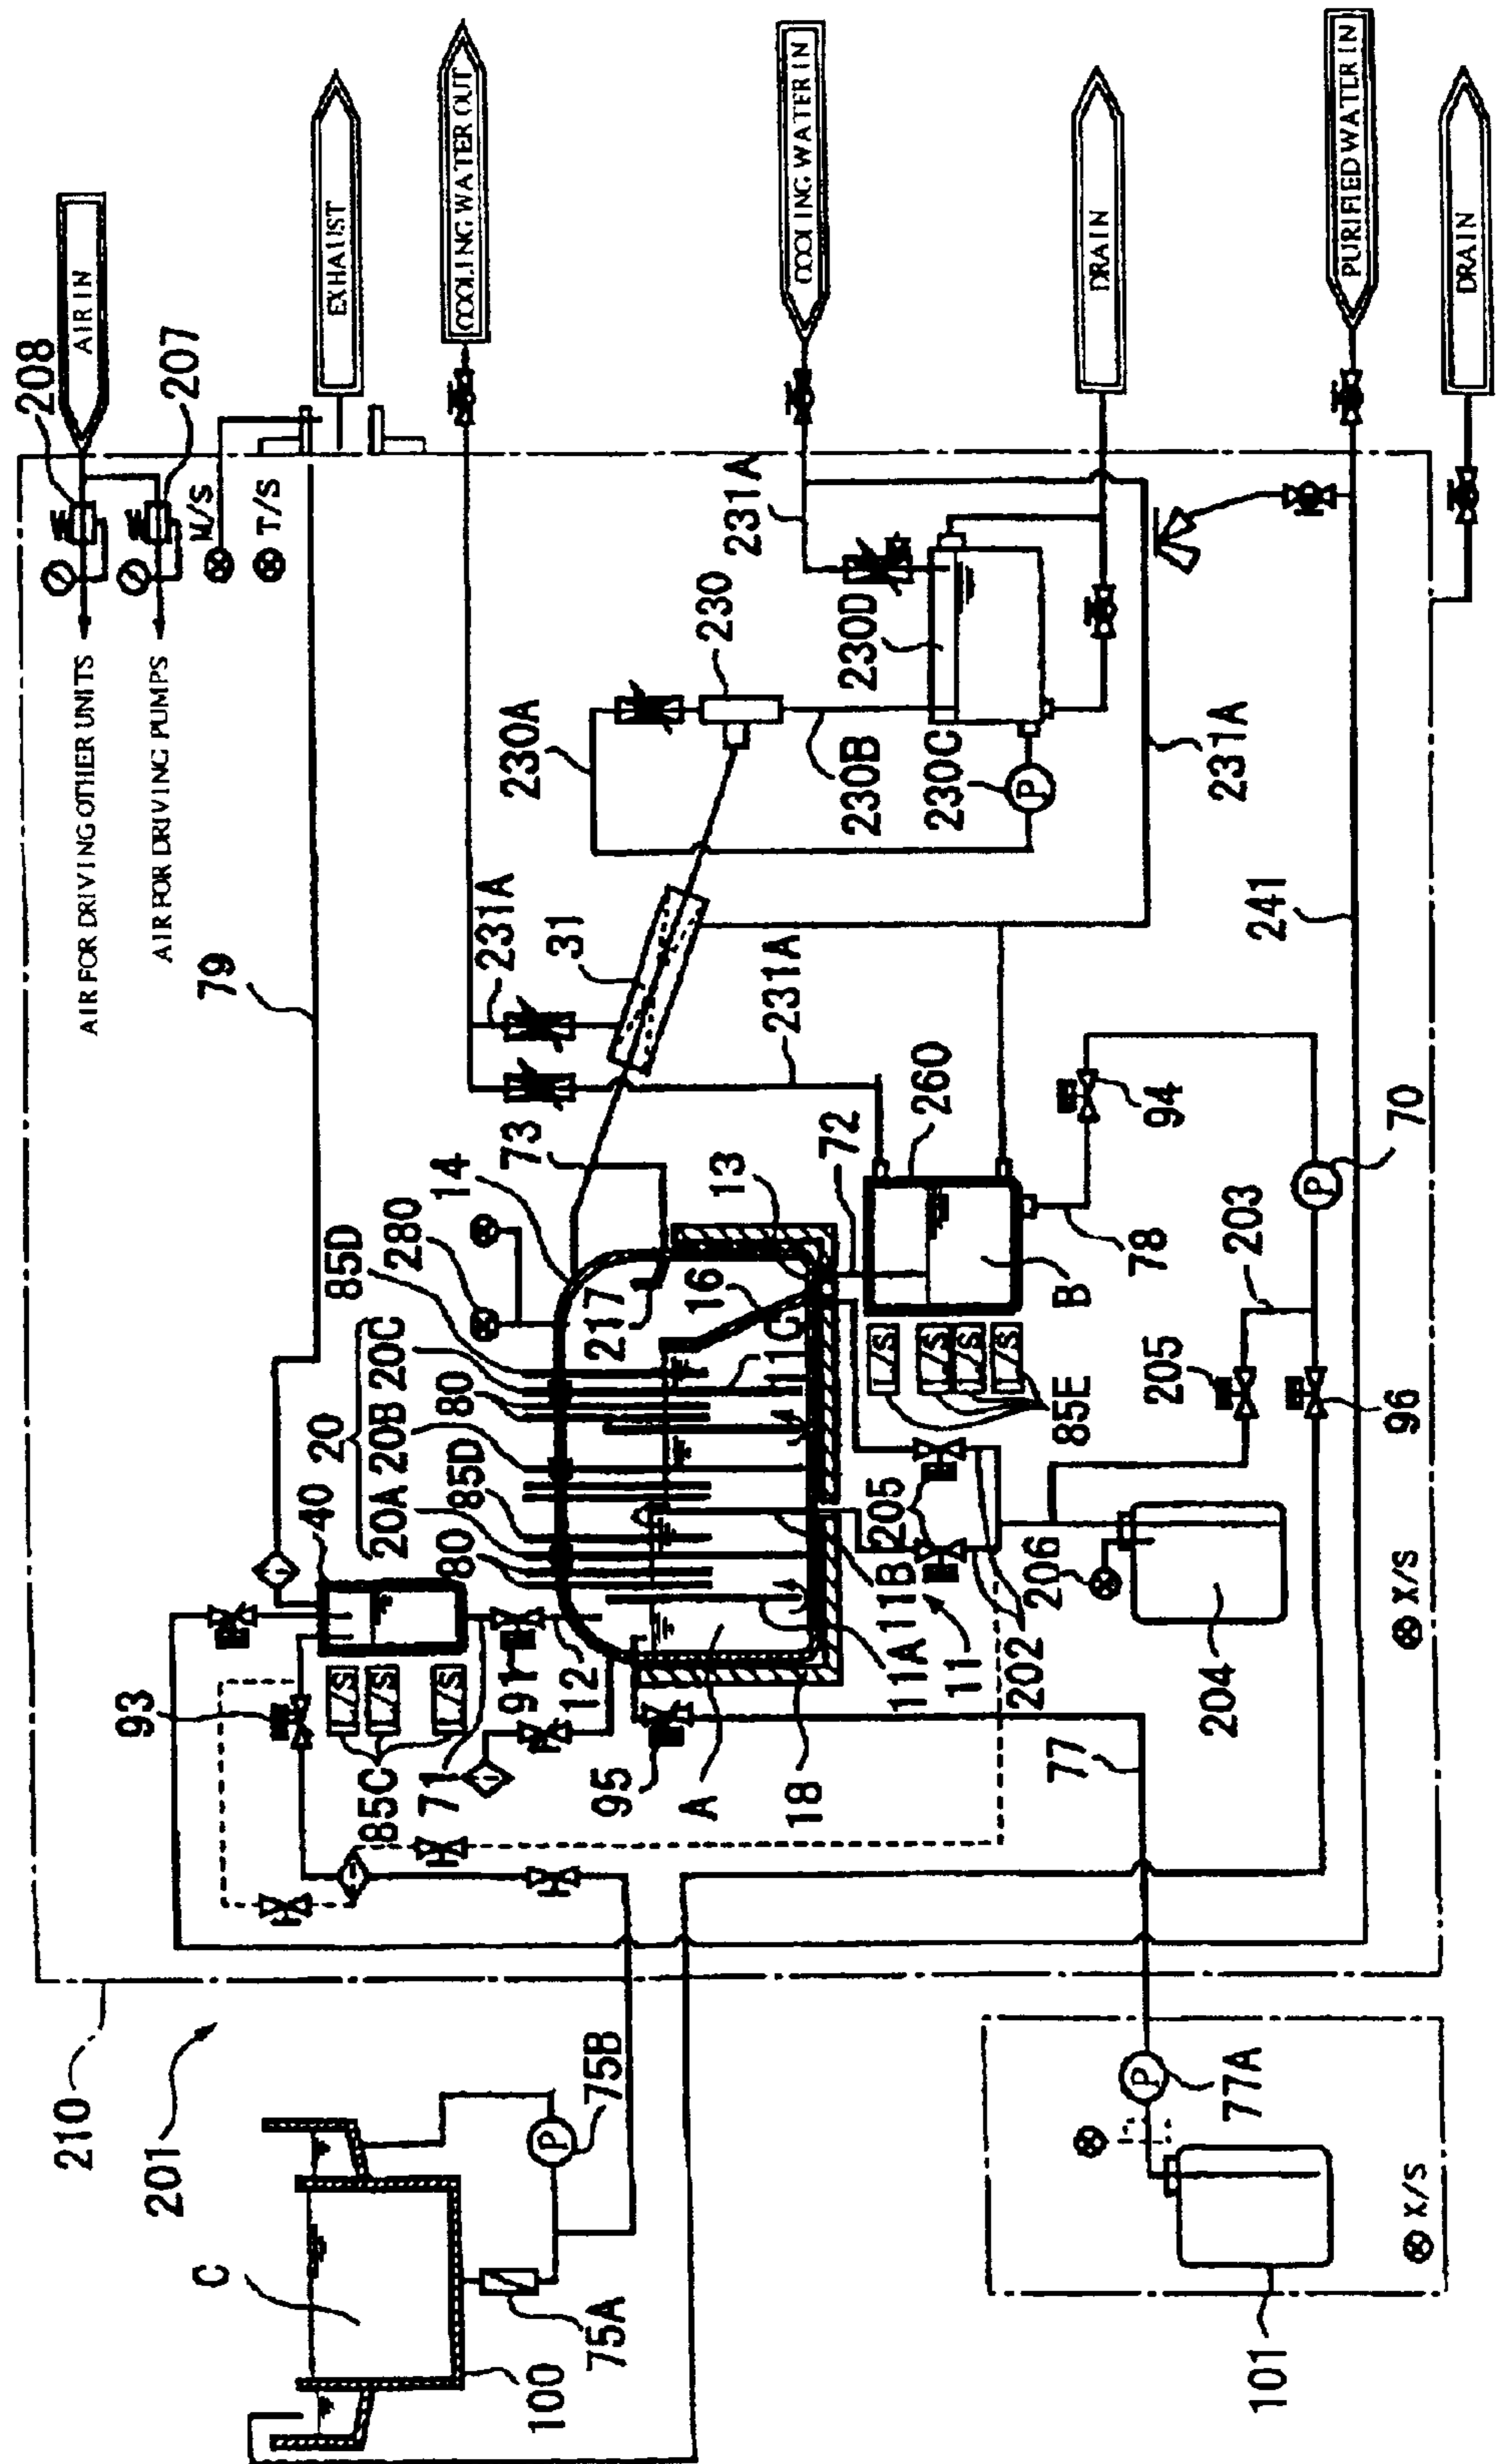 AIR IN
208
207
EXHAUST
COOLING WATER OUT
COOLING WATER IN
DRAIN
PURIFIED WATER IN
DRAIN
M/S
T/S
AIR FOR DRIVING OTHER UNITS
AIR FOR DRIVING PUMPS
79
231A
230
230D
230A
230B
230C
P
231A
241
231A
31
231A
73
14
280
85D
217
20C
80
20
20B
85D
20A
80
40
260
72
13
16
11G
B
78
94
70
P
203
205
96
L/S
L/S
L/S
L/S
85E
205
206
204
X/S
93
L/S
L/S
L/S
85C
71
91
12
95
A
18
11A
11B
11
202
77
210
201
C
75B
P
75A
100
P
77A
X/S
101